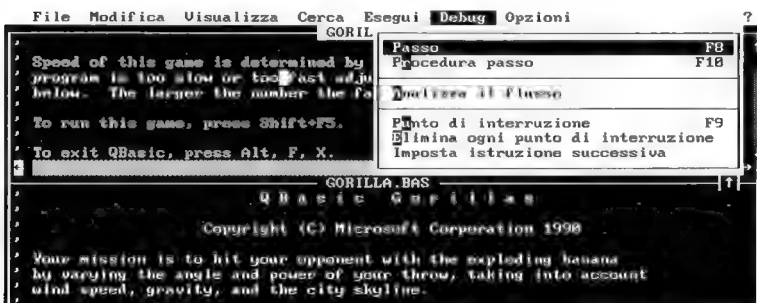 File Modifica Visualizza Cerca Esegui Debug Opzioni ?
GORIL
Speed of this game is determined by
program is too slow or too fast adju
below. The larger the number the fa
To run this game, press Shift+F5.
To exit QBasic, press Alt, F, X.
Passo F8
Procedura passo F10
Analizza il flusso
Punto di interruzione F9
Elimina ogni punto di interruzione
Imposta istruzione successiva
GORILLA.BAS
Q B a s i c G o r i l l a s
Copyright (C) Microsoft Corporation 1990
Your mission is to hit your opponent with the exploding banana
by varying the angle and power of your throw, taking into account
wind speed, gravity, and the city skyline.